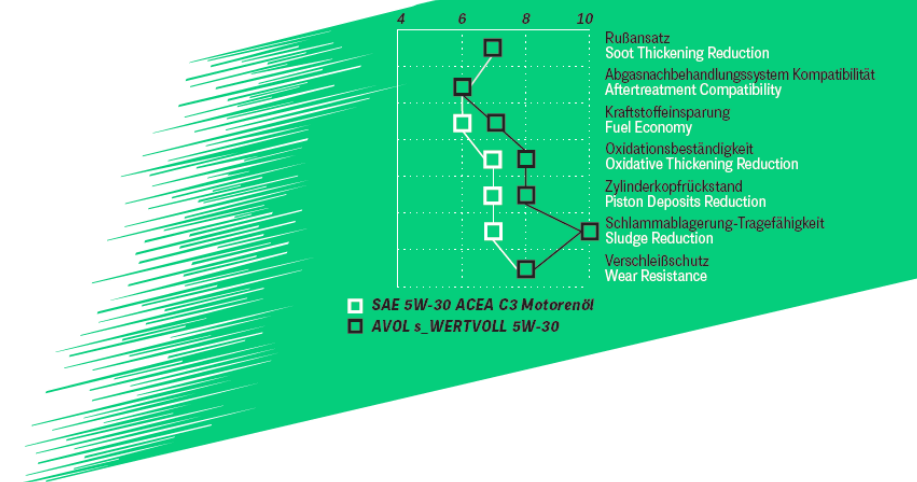 4 6 8 10
Rußansatz
Soot Thickening Reduction
Abgasnachbehandlungssystem Kompatibilität
Aftertreatment Compatibility
Kraftstoffeinsparung
Fuel Economy
Oxidationsbeständigkeit
Oxidative Thickening Reduction
Zylinderkopfrückstand
Piston Deposits Reduction
Schlammablagerung-Tragefähigkeit
Sludge Reduction
Verschleißschutz
Wear Resistance
SAE 5W-30 ACEA C3 Motorenöl
AVOL s_WERTVOLL 5W-30